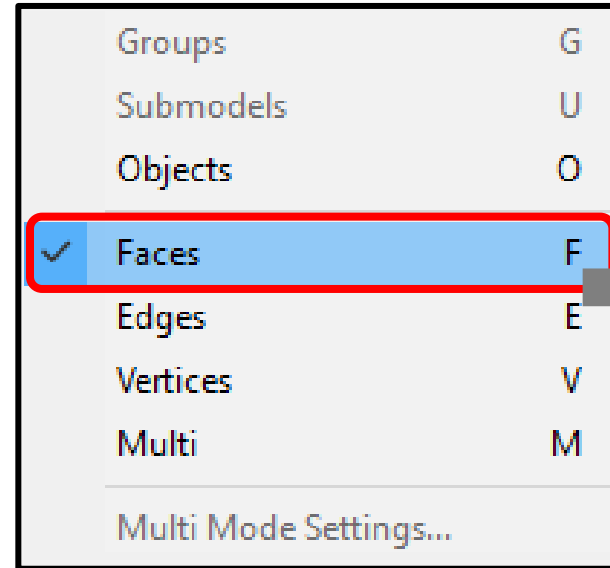 Groups G
Submodels U
Objects O
Faces F
Edges E
Vertices V
Multi M
Multi Mode Settings...